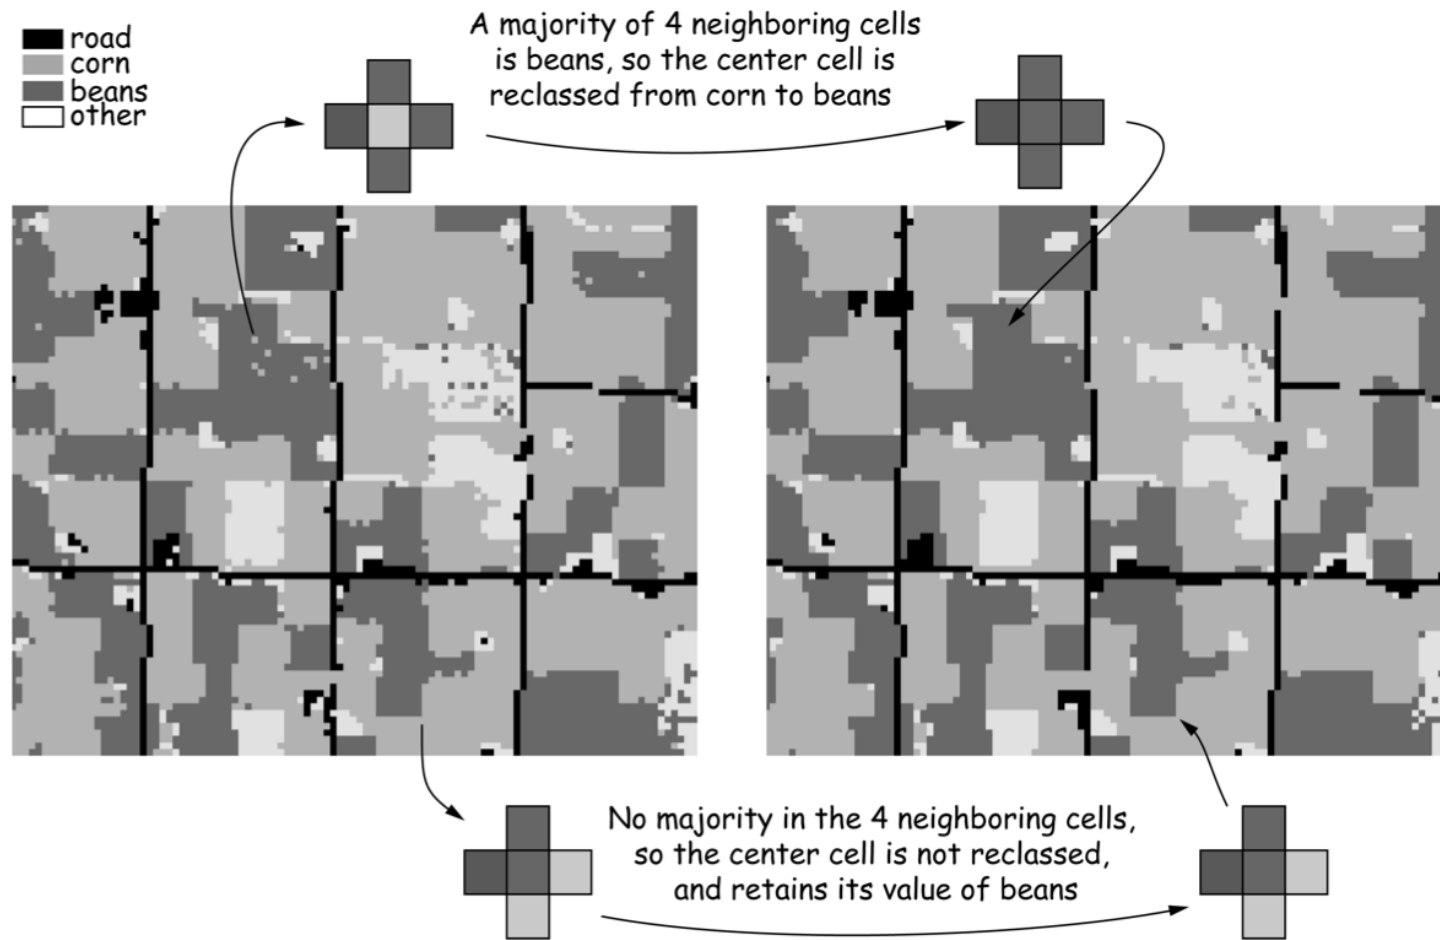 road
corn
beans
other
A majority of 4 neighboring cells
is beans, so the center cell is
reclassed from corn to beans
No majority in the 4 neighboring cells,
so the center cell is not reclassed,
and retains its value of beans